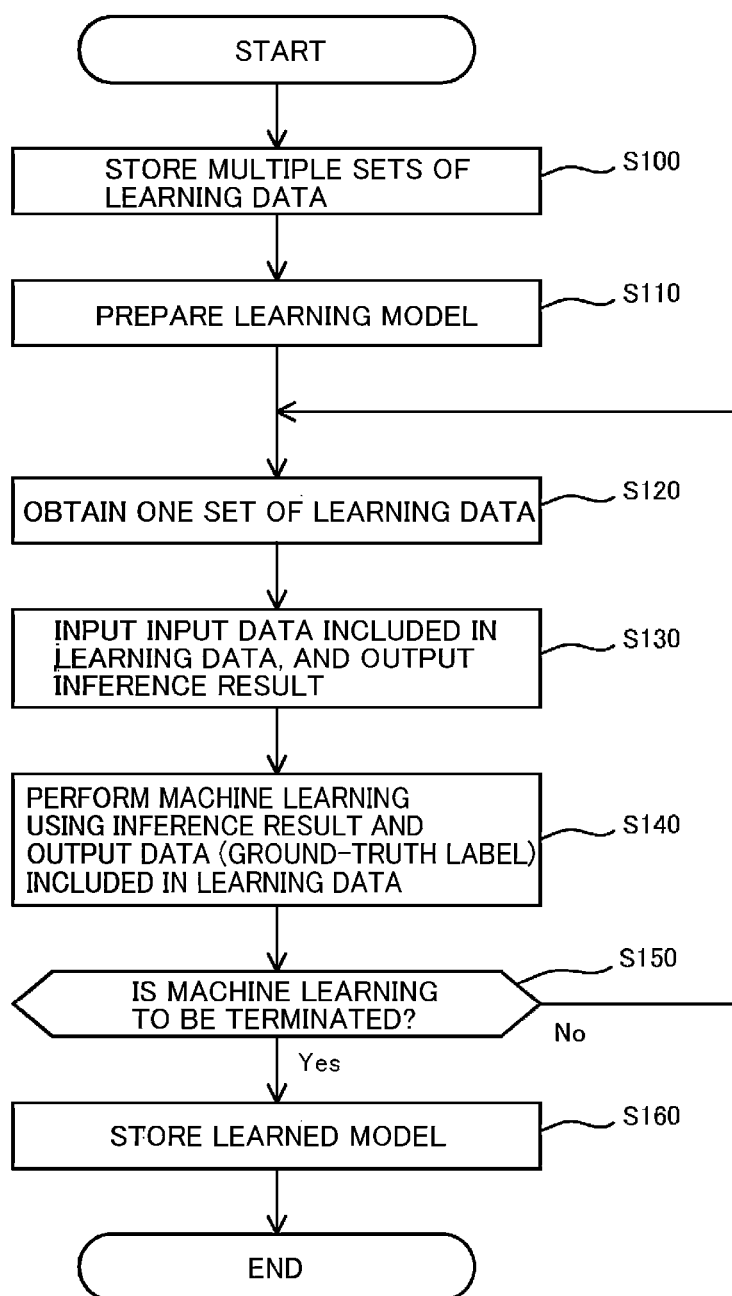 START
STORE MULTIPLE SETS OF
LEARNING DATA
S100
PREPARE LEARNING MODEL
S110
OBTAIN ONE SET OF LEARNING DATA
S120
INPUT INPUT DATA INCLUDED IN
LEARNING DATA, AND OUTPUT
INFERENCE RESULT
S130
PERFORM MACHINE LEARNING
USING INFERENCE RESULT AND
OUTPUT DATA (GROUND-TRUTH LABEL)
INCLUDED IN LEARNING DATA
S140
IS MACHINE LEARNING
TO BE TERMINATED?
S150
No
Yes
STORE LEARNED MODEL
S160
END